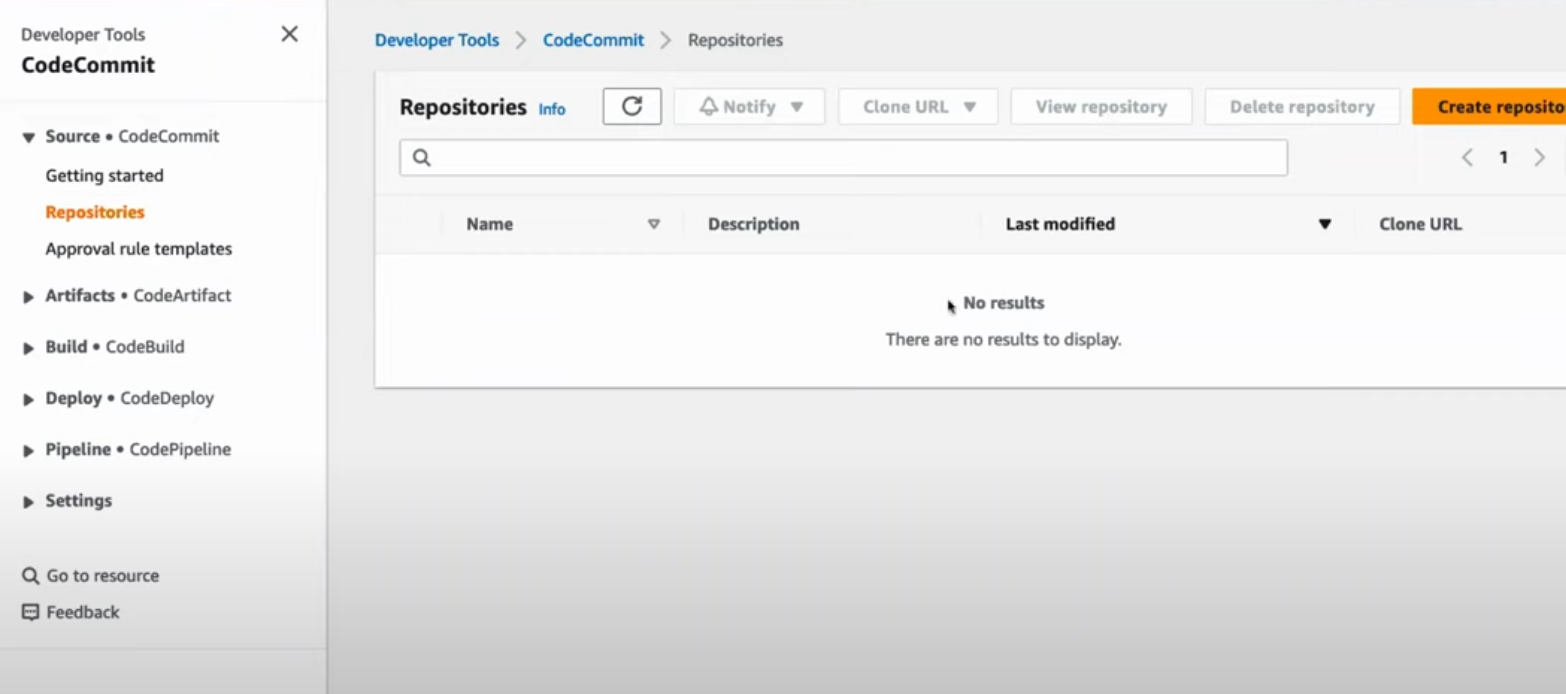 Developer Tools
CodeCommit
Source • CodeCommit
Getting started
Repositories
Approval rule templates
Artifacts • CodeArtifact
Build • CodeBuild
Deploy • CodeDeploy
Pipeline • CodePipeline
Settings
Go to resource
Feedback
Developer Tools > CodeCommit > Repositories
Repositories Info Notify Clone URL View repository Delete repository Create reposito
1
Name Description Last modified Clone URL
No results
There are no results to display.